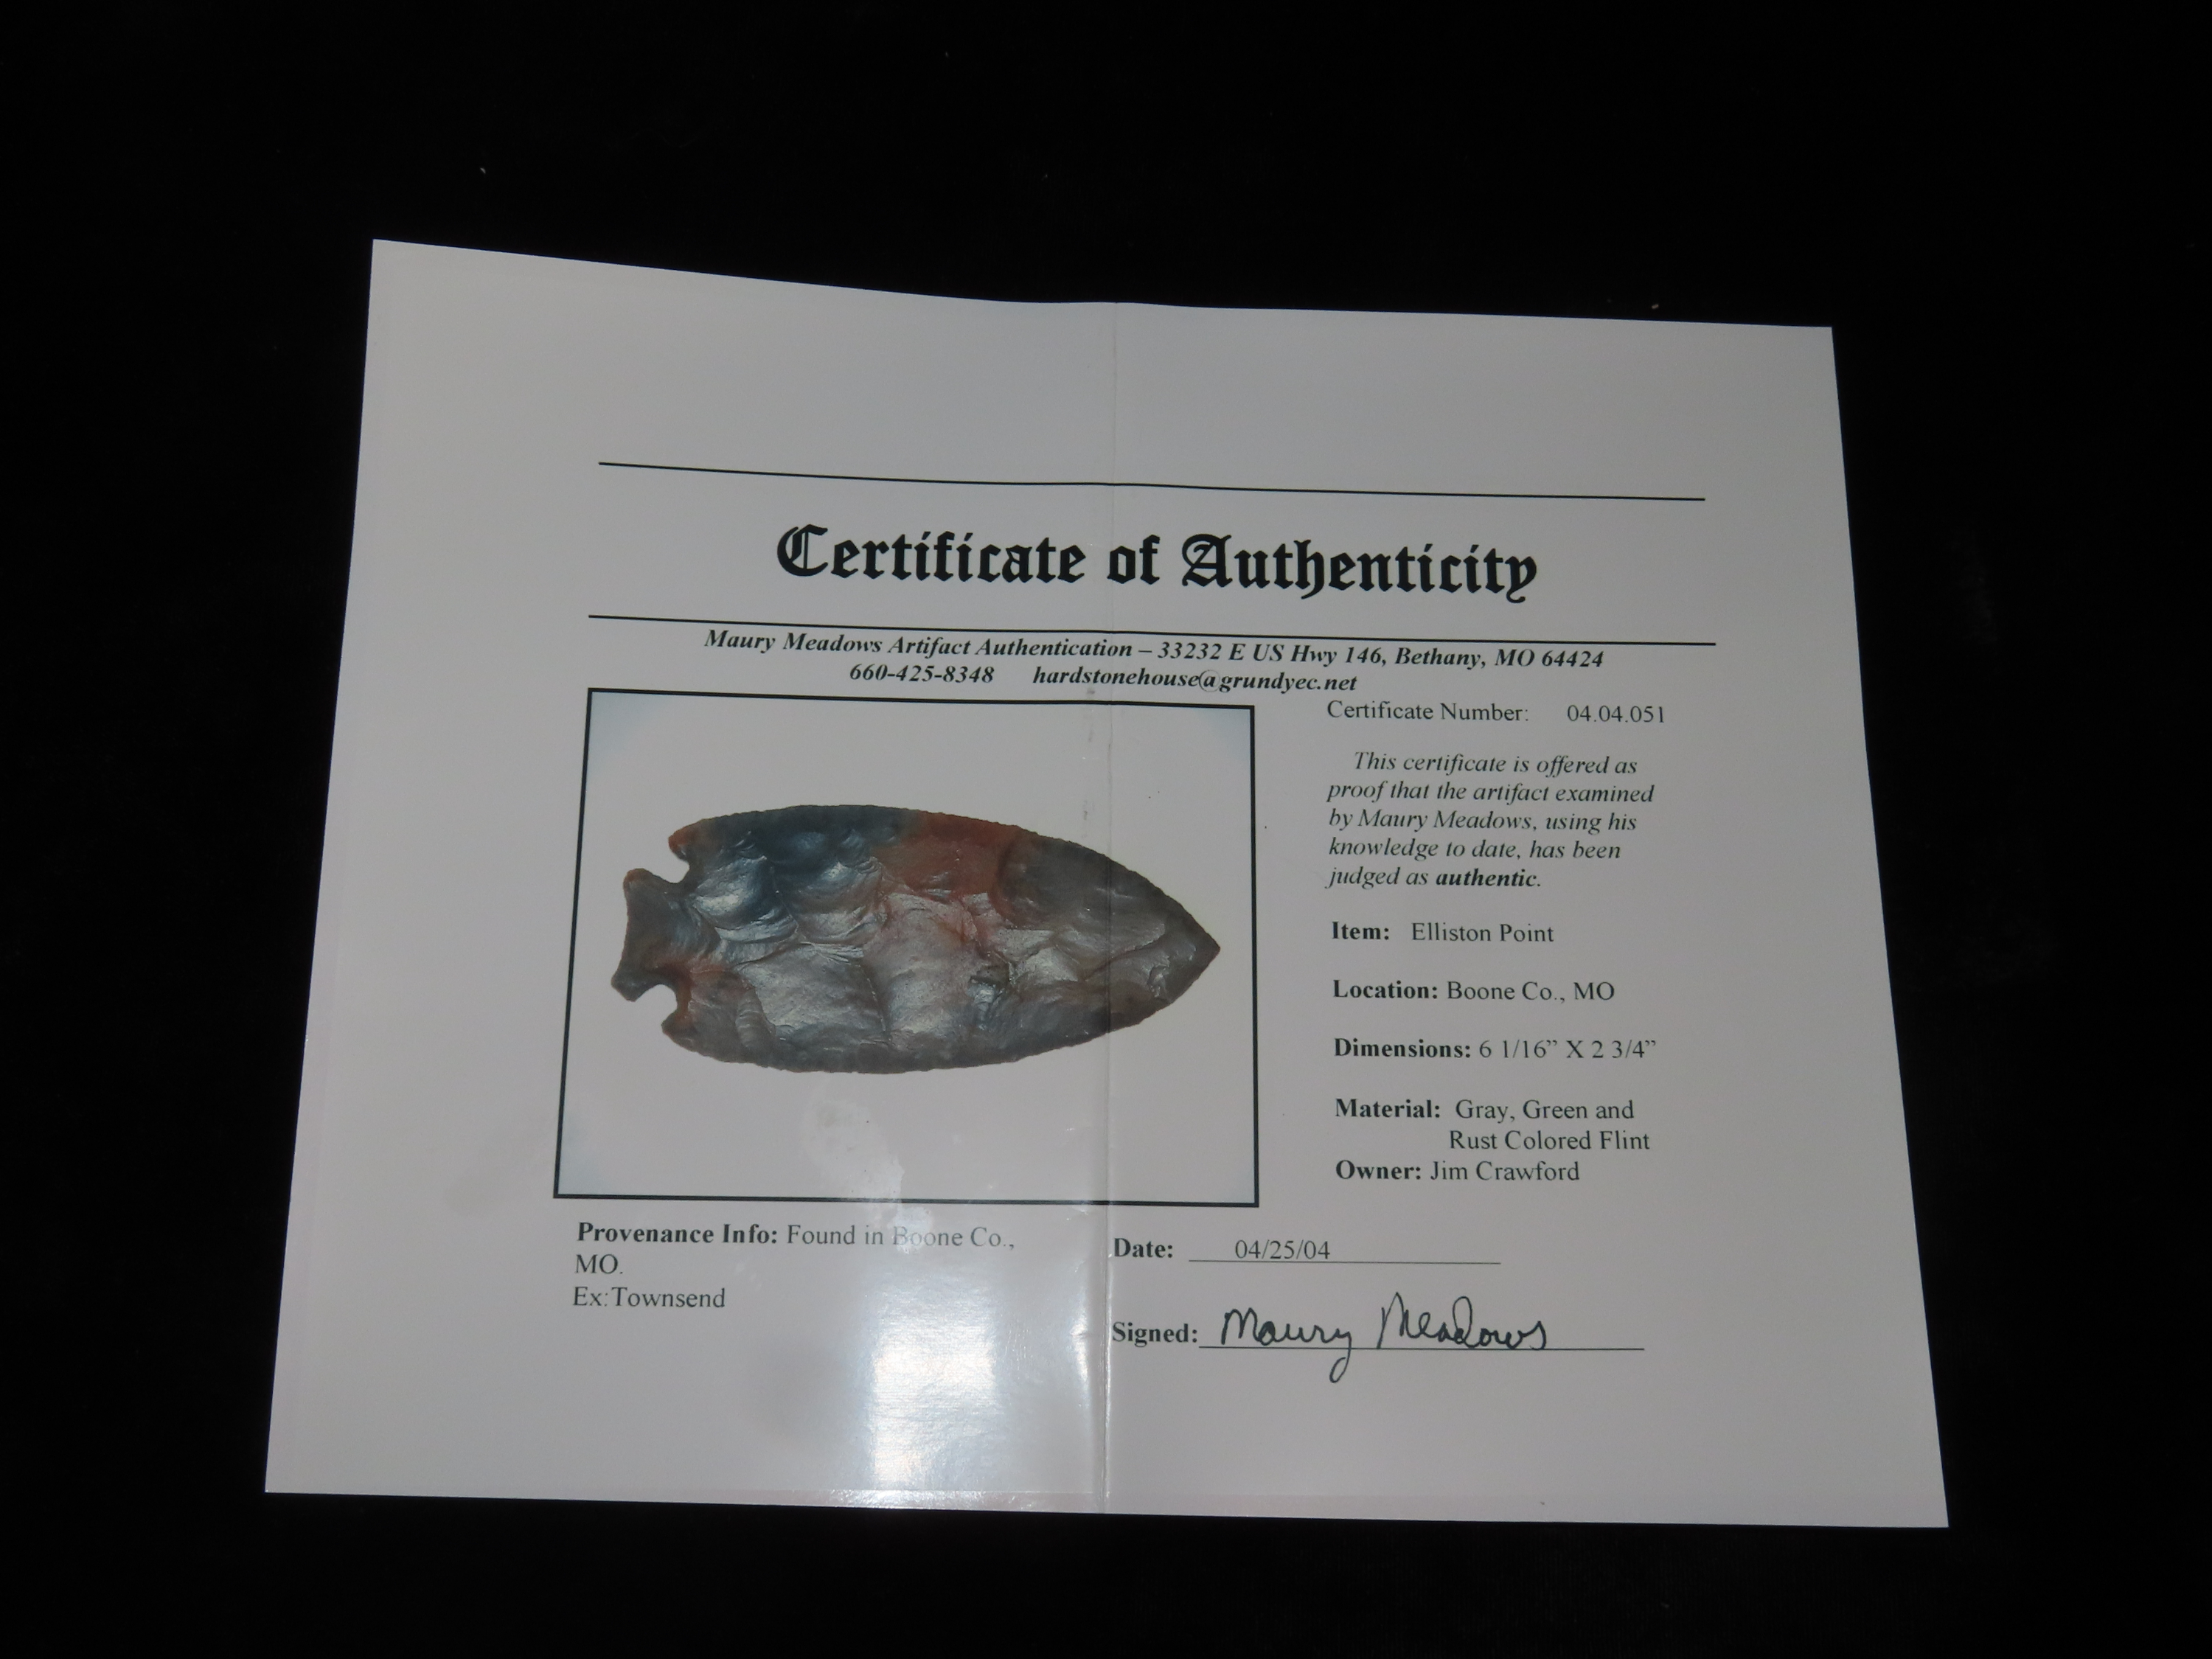 Certificate of Authenticity
Maury Meadows Artifact Authentication – 33232 E US Hwy 146, Bethany, MO 64424
660-425-8348 hardstonehouse@grundyec.net
Certificate Number: 04.04.051
This certificate is offered as
proof that the artifact examined
by Maury Meadows, using his
knowledge to date, has been
judged as authentic.
Item: Elliston Point
Location: Boone Co., MO
Dimensions: 6 1/16” X 2 3/4”
Material: Gray, Green and
Rust Colored Flint
Owner: Jim Crawford
Provenance Info: Found in Boone Co.,
MO.
Ex:Townsend
Date: 04/25/04
Signed: Maury Meadows